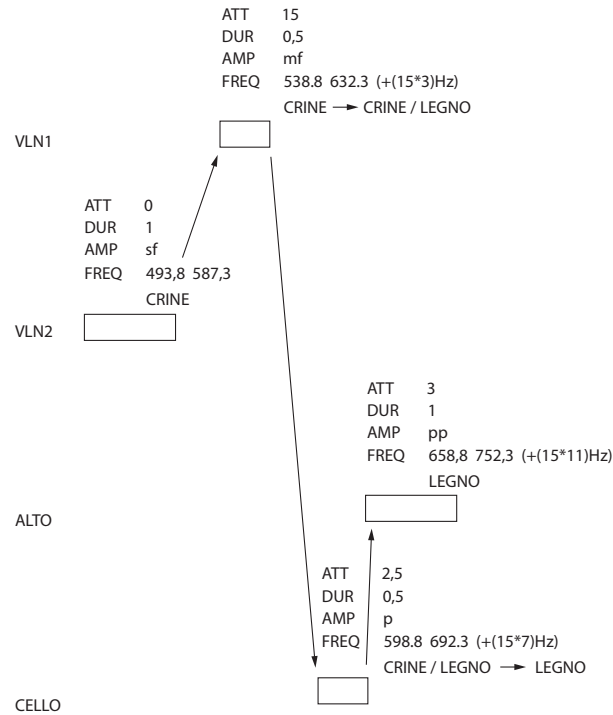 ATT 15
DUR 0,5
AMP mf
FREQ 538.8 632.3 (+(15*3)Hz)
CRINE → CRINE / LEGNO
VLN1
ATT 0
DUR 1
AMP sf
FREQ 493,8 587,3
CRINE
VLN2
ATT 3
DUR 1
AMP pp
FREQ 658,8 752,3 (+(15*11)Hz)
LEGNO
ALTO
ATT 2,5
DUR 0,5
AMP p
FREQ 598.8 692.3 (+(15*7)Hz)
CRINE / LEGNO → LEGNO
CELLO